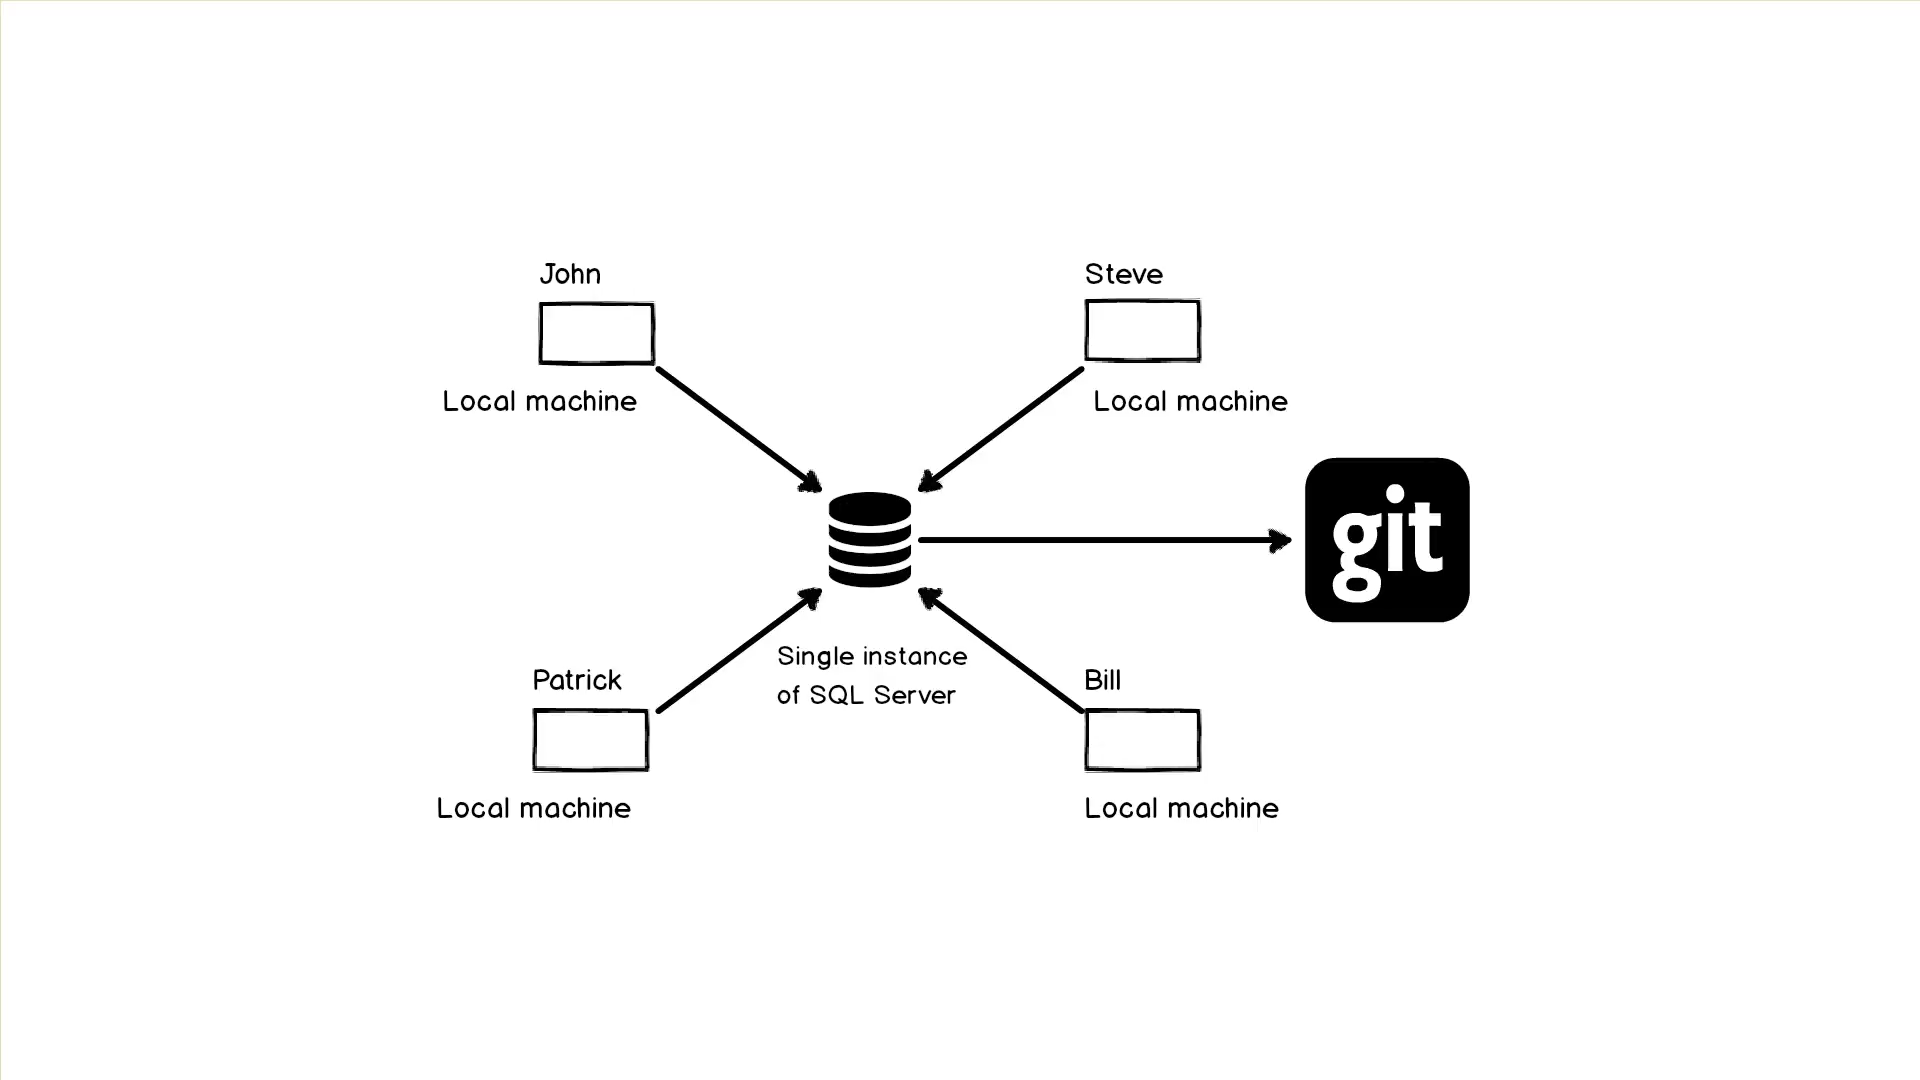 John
Steve
Local machine
Local machine
git
Single instance
of SQL Server
Patrick
Bill
Local machine
Local machine